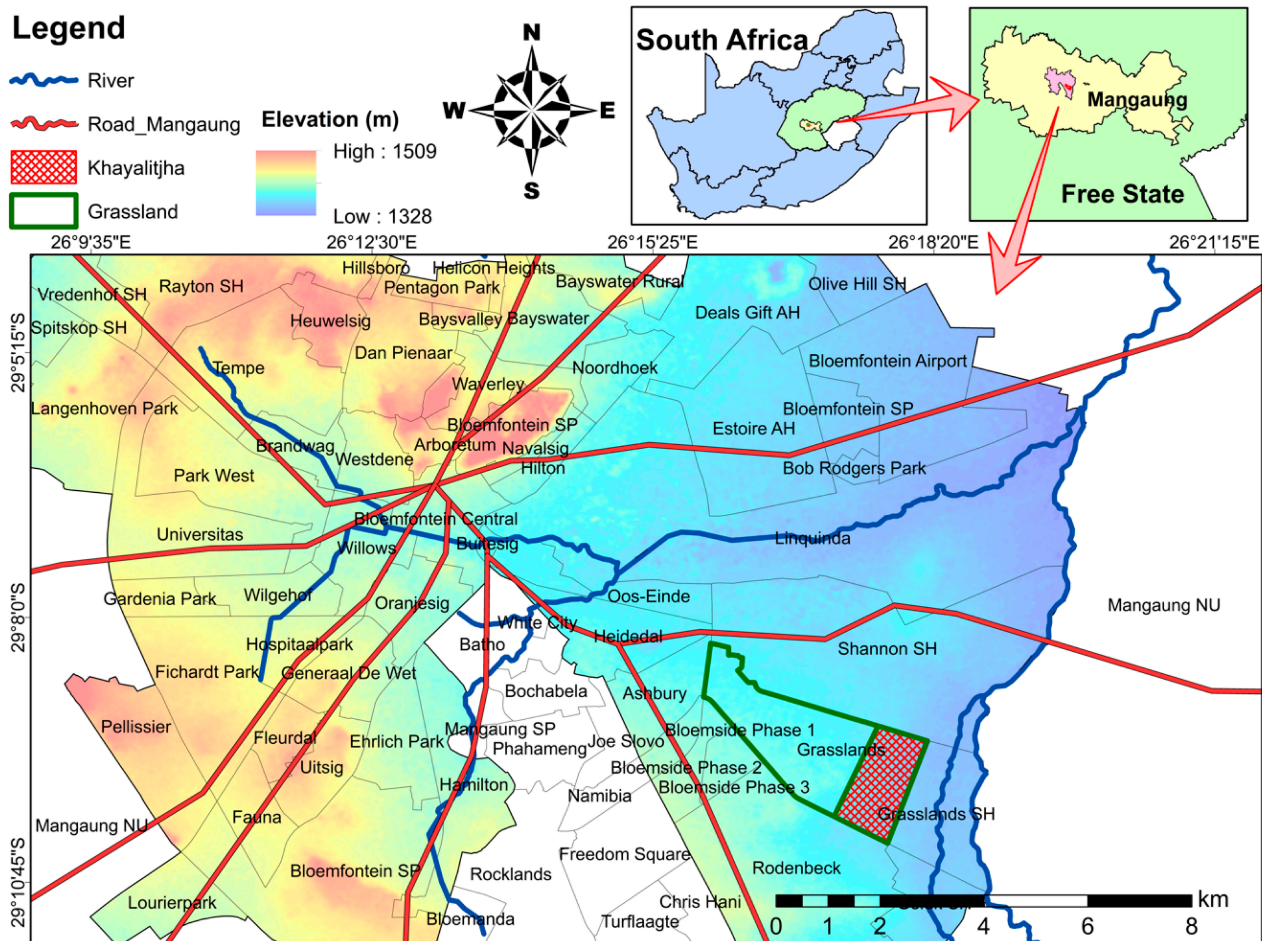 Legend
River
Road_Mangaung
Khayalitjha
Grassland
Elevation (m)
High : 1509
Low : 1328
N
W
E
S
South Africa
Mangaung
Free State
26°9'35"E
26°12'30"E
26°15'25"E
26°18'20"E
26°21'15"E
29°5'15"S
29°8'0"S
29°10'45"S
Hillsboro
Helicon Heights
Vredenhof SH
Rayton SH
Pentagon Park
Bayswater Rural
Olive Hill SH
Spitskop SH
Heuwelsig
Baysvalley
Bayswater
Deals Gift AH
Tempe
Dan Pienaar
Noordhoek
Bloemfontein Airport
Waverley
Langenhoven Park
Bloemfontein SP
Bloemfontein SP
Brandwag
Westdene
Arboretum
Navalsig
Estoire AH
Park West
Hilton
Bob Rodgers Park
Universitas
Bloemfontein Central
Willows
Buitesig
Linquinda
Gardenia Park
Wilgehof
Oranjesig
Oos-Einde
Mangaung NU
White City
Hospitaalpark
Batho
Heidedal
Shannon SH
Fichardt Park
Generaal De Wet
Bochabela
Ashbury
Pellissier
Fleurdal
Ehrlich Park
Mangaung SP
Phahameng
Joe Slovo
Bloemside Phase 1
Grasslands
Uitsig
Bloemside Phase 2
Hamilton
Namibia
Bloemside Phase 3
Mangaung NU
Fauna
Grasslands SH
Bloemfontein SP
Rocklands
Freedom Square
Rodenbeck
Lourierpark
Bloemanda
Chris Hani
Turflaagte
0 2 4 6 8
km